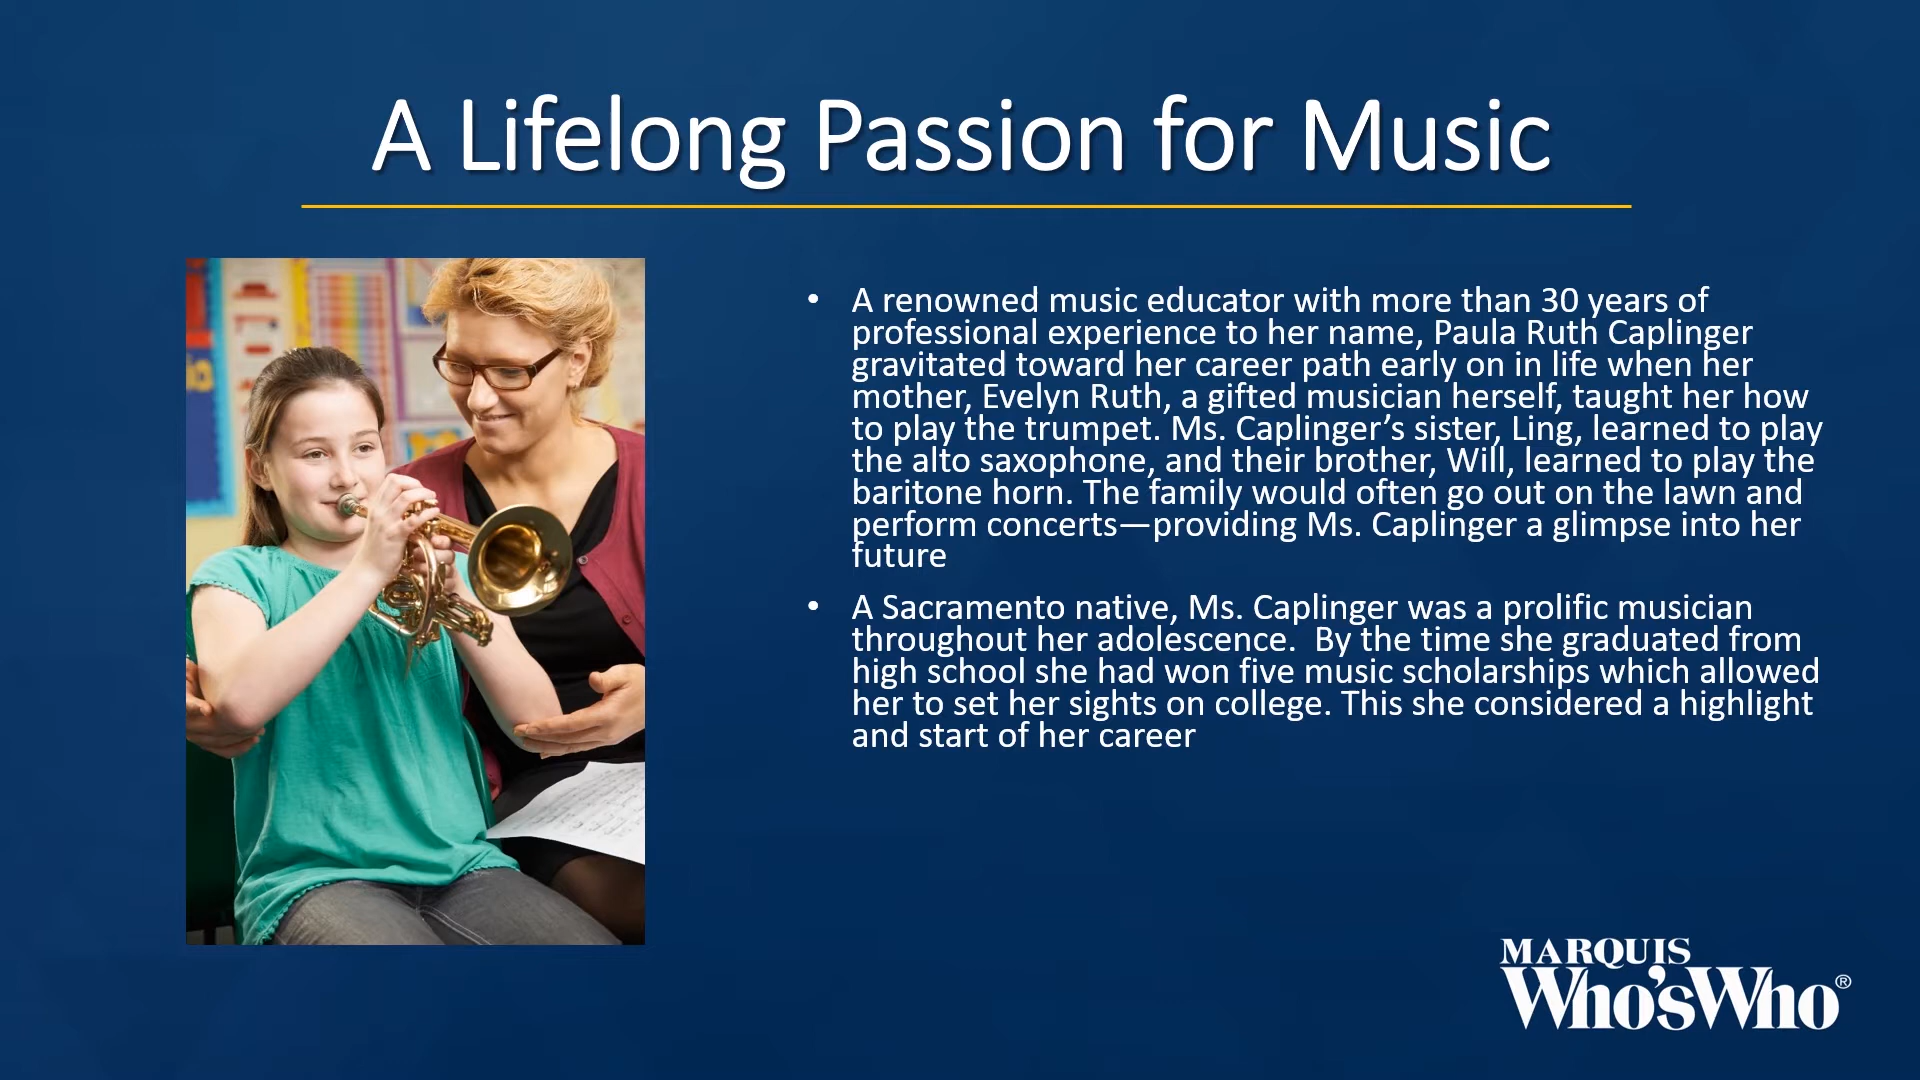 A Lifelong Passion for Music
• A renowned music educator with more than 30 years of
professional experience to her name, Paula Ruth Caplinger
gravitated toward her career path early on in life when her
mother, Evelyn Ruth, a gifted musician herself, taught her how
to play the trumpet. Ms. Caplinger’s sister, Ling, learned to play
the alto saxophone, and their brother, Will, learned to play the
baritone horn. The family would often go out on the lawn and
perform concerts—providing Ms. Caplinger a glimpse into her
future
• A Sacramento native, Ms. Caplinger was a prolific musician
throughout her adolescence.  By the time she graduated from
high school she had won five music scholarships which allowed
her to set her sights on college. This she considered a highlight
and start of her career
MARQUIS
Who'sWho®